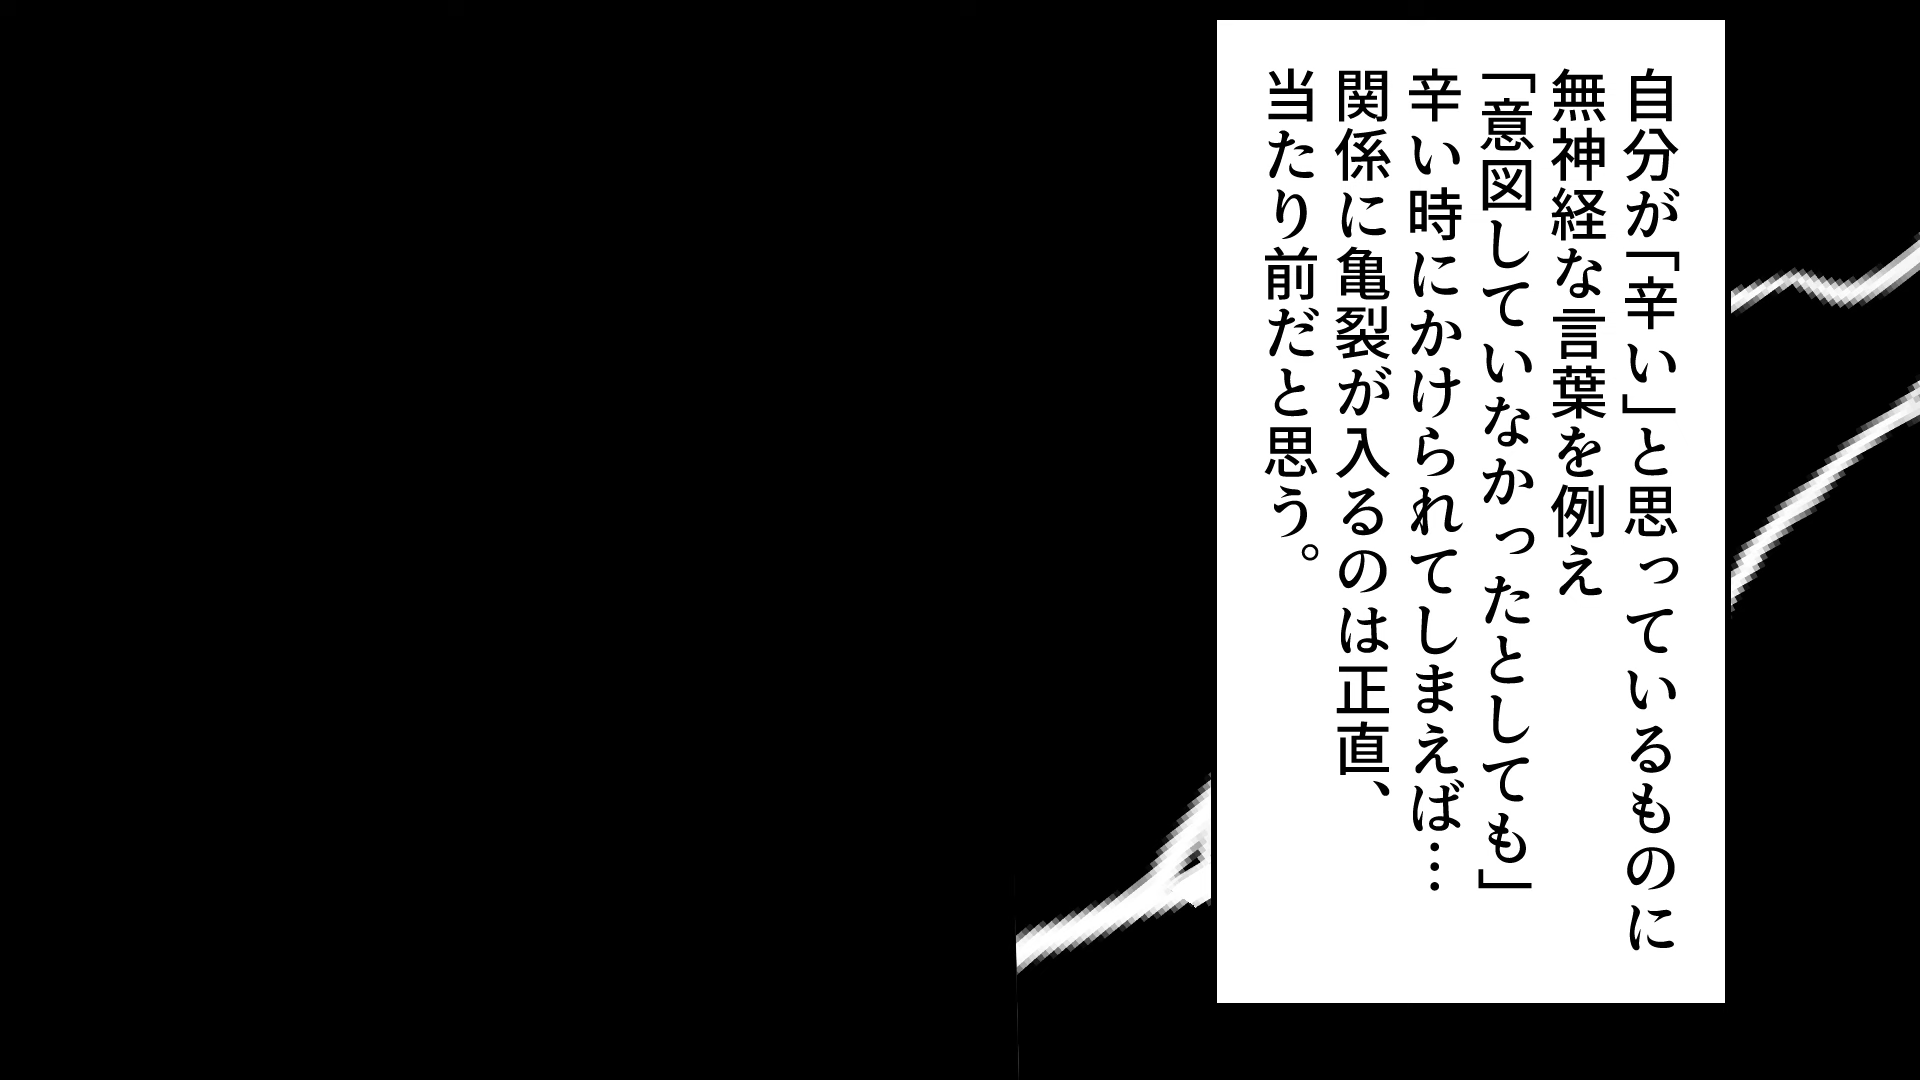 自分が「辛い」と思っているものに
無神経な言葉を例え
「意図していなかったとしても」
辛い時にかけられてしまえば…
関係に亀裂が入るのは正直、
当たり前だと思う。